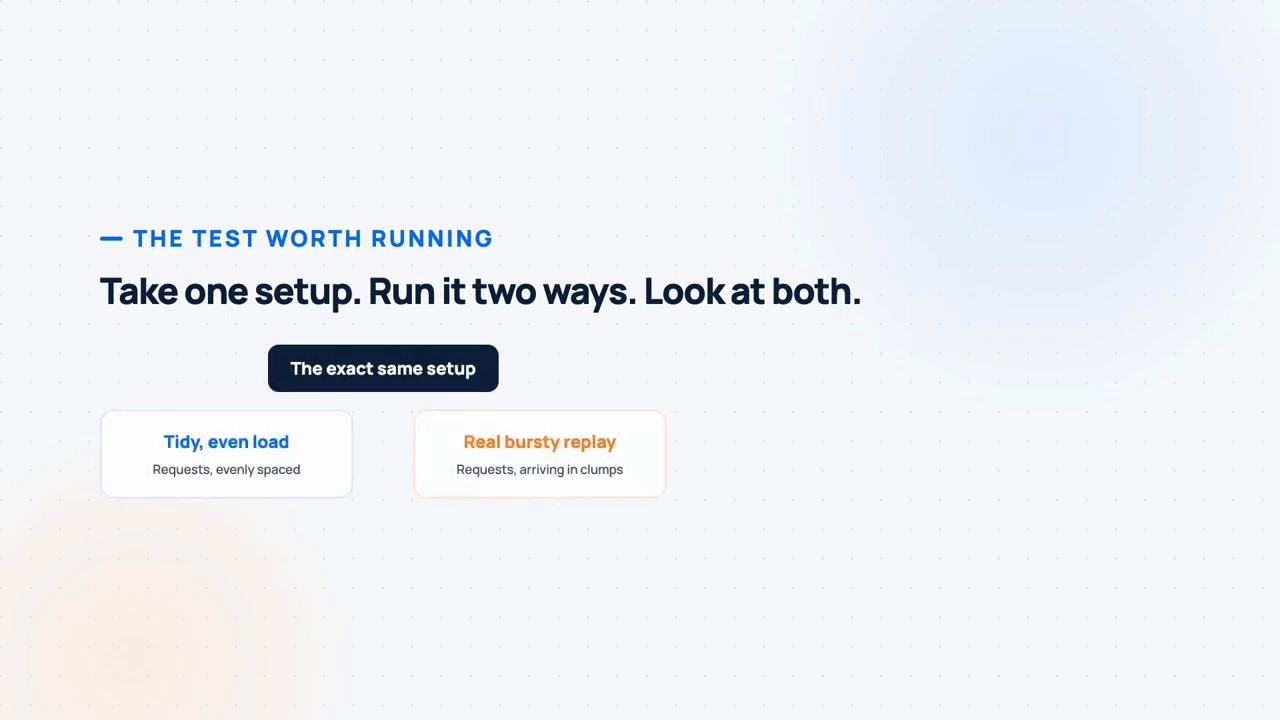 THE TEST WORTH RUNNING
Take one setup. Run it two ways. Look at both.
The exact same setup
Tidy, even load
Requests, evenly spaced
Real bursty replay
Requests, arriving in clumps